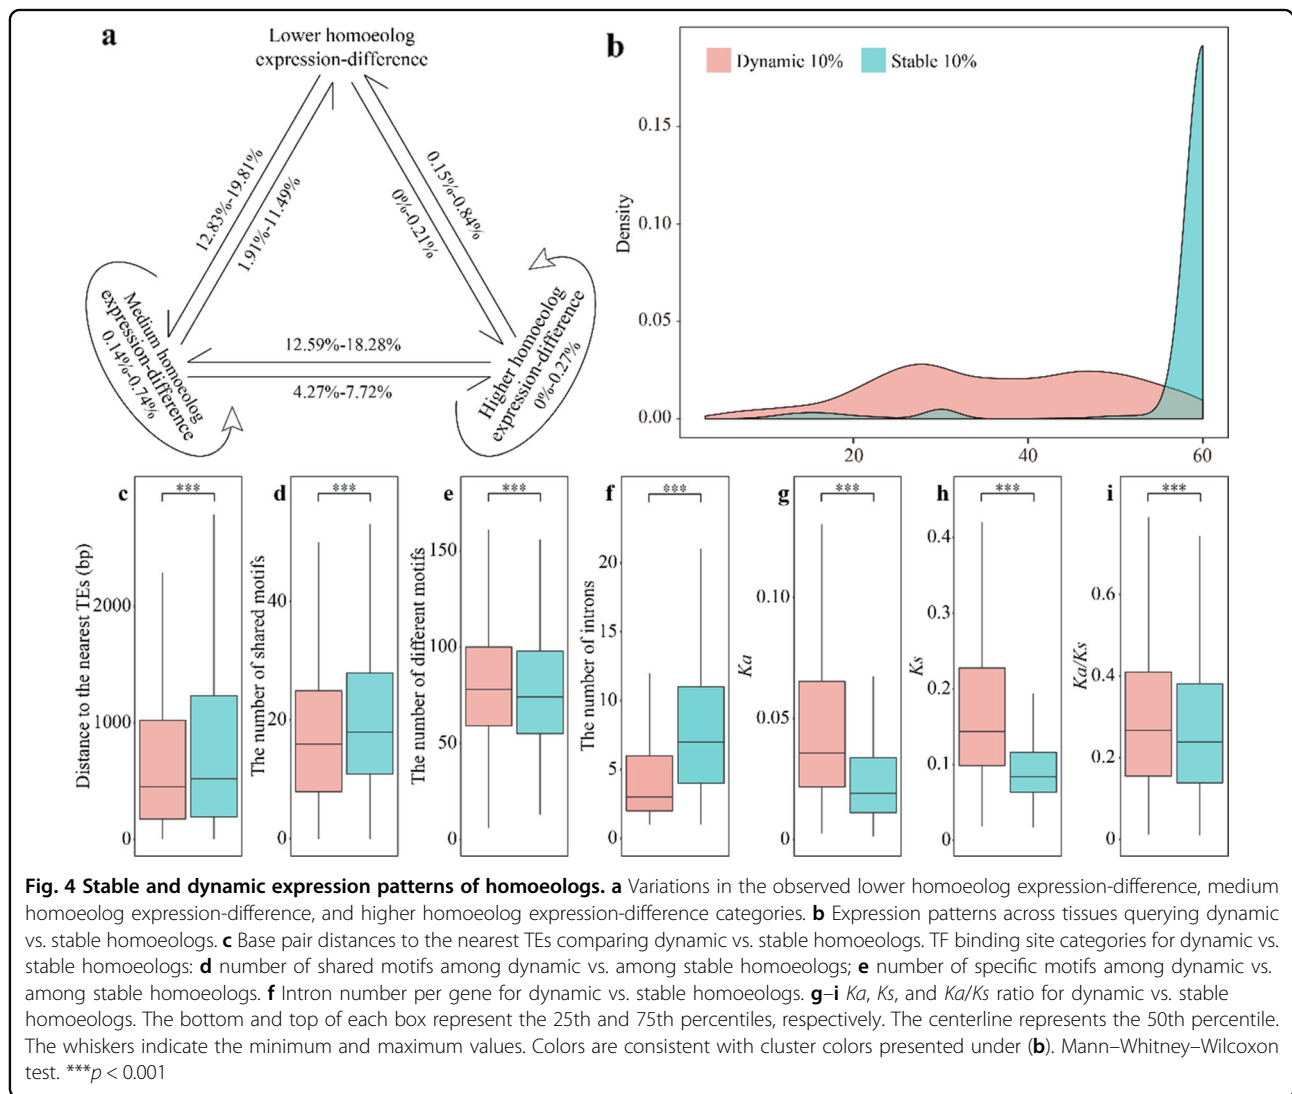 a
Lower homoeolog
expression-difference
12.83%-19.81%
1.91%-11.49%
0.15%-0.84%
0%-0.21%
Medium homoeolog
expression-difference
0.14%-0.74%
12.59%-18.28%
4.27%-7.72%
Higher homoeolog
expression-difference
0%-0.27%
b
Dynamic 10%
Stable 10%
Density
0.15
0.10
0.05
0.00
20
40
60
c
***
Distance to the nearest TEs (bp)
2000
1000
0
d
***
The number of shared motifs
40
20
0
e
***
The number of different motifs
150
100
50
0
f
***
The number of introns
20
15
10
5
0
g
***
Ka
0.10
0.05
0
h
***
Ks
0.4
0.3
0.2
0.1
0
i
***
Ka/Ks
0.6
0.4
0.2
0
Fig. 4 Stable and dynamic expression patterns of homoeologs. a Variations in the observed lower homoeolog expression-difference, medium
homoeolog expression-difference, and higher homoeolog expression-difference categories. b Expression patterns across tissues querying dynamic
vs. stable homoeologs. c Base pair distances to the nearest TEs comparing dynamic vs. stable homoeologs. TF binding site categories for dynamic vs.
stable homoeologs: d number of shared motifs among dynamic vs. among stable homoeologs; e number of specific motifs among dynamic vs.
among stable homoeologs. f Intron number per gene for dynamic vs. stable homoeologs. g–i Ka, Ks, and Ka/Ks ratio for dynamic vs. stable
homoeologs. The bottom and top of each box represent the 25th and 75th percentiles, respectively. The centerline represents the 50th percentile.
The whiskers indicate the minimum and maximum values. Colors are consistent with cluster colors presented under (b). Mann–Whitney–Wilcoxon
test. ***p < 0.001